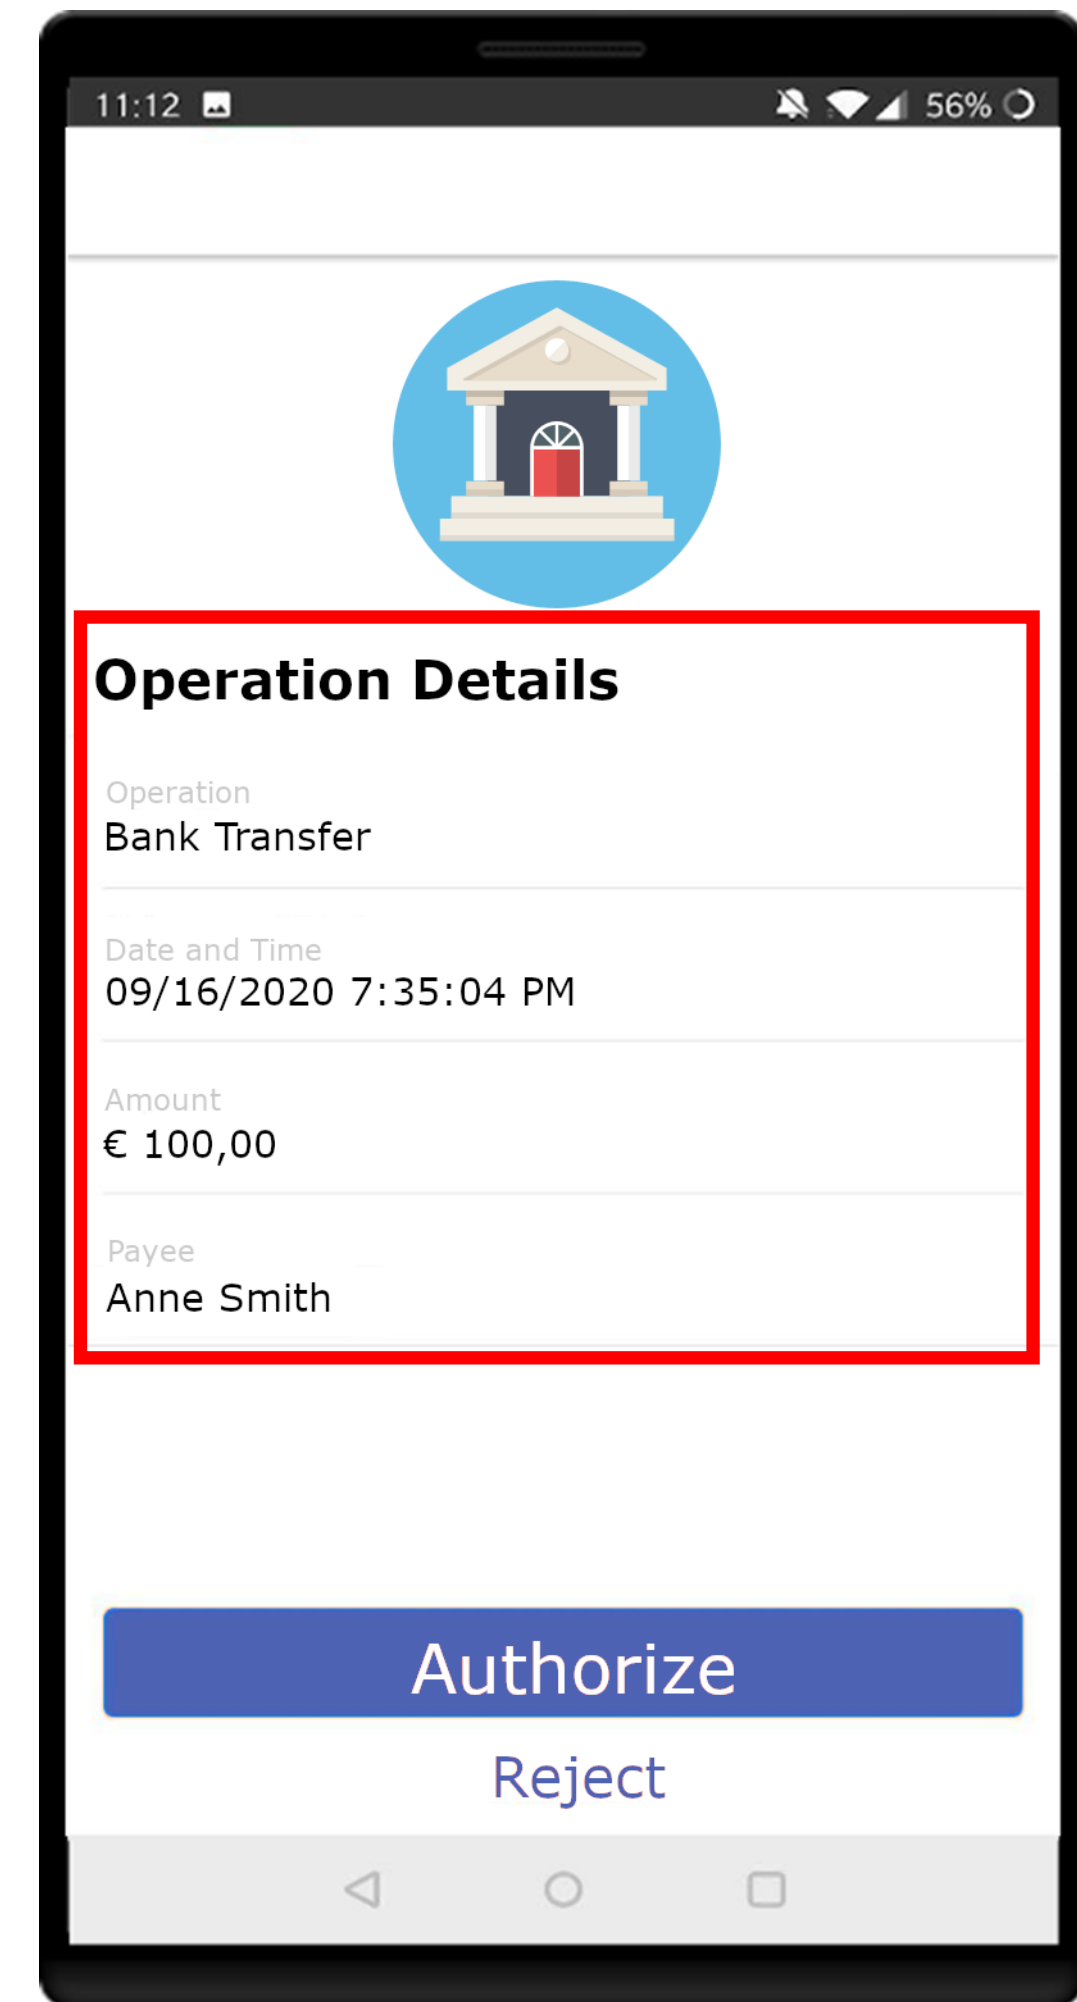 11:12 56%
Operation Details
Operation
Bank Transfer
Date and Time
09/16/2020 7:35:04 PM
Amount
€ 100,00
Payee
Anne Smith
Authorize
Reject